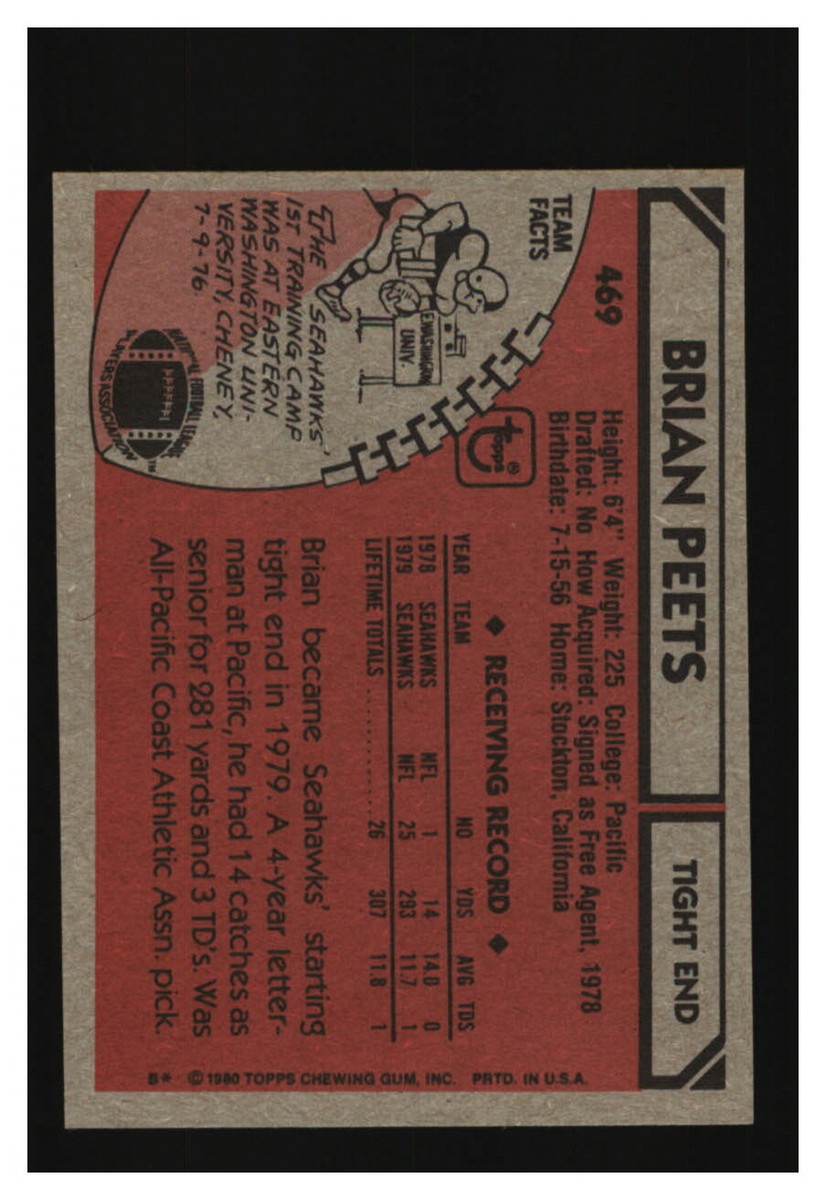 BRIAN PEETS
TIGHT END
469
Height: 6'4" Weight: 225 College: Pacific
Drafted: No How Acquired: Signed as Free Agent, 1978
Birthdate: 7-15-56 Home: Stockton, California
TEAM
FACTS
E.WASHINGTON
UNIV.
THE SEAHAWKS'
1ST TRAINING CAMP
WAS AT EASTERN
WASHINGTON UNI-
VERSITY, CHENEY,
7-9-76.
NATIONAL FOOTBALL LEAGUE
NFLPA
PLAYERS ASSOCIATION™
topps®
◆ RECEIVING RECORD ◆
YEAR TEAM NO YDS AVG TDS
1978 SEAHAWKS NFL 1 14 14.0 0
1979 SEAHAWKS NFL 25 293 11.7 1
LIFETIME TOTALS .......... 26 307 11.8 1
Brian became Seahawks' starting
tight end in 1979. A 4-year letter-
man at Pacific, he had 14 catches as
senior for 281 yards and 3 TD's. Was
All-Pacific Coast Athletic Assn. pick.
B* © 1980 TOPPS CHEWING GUM, INC. PRTD. IN U.S.A.